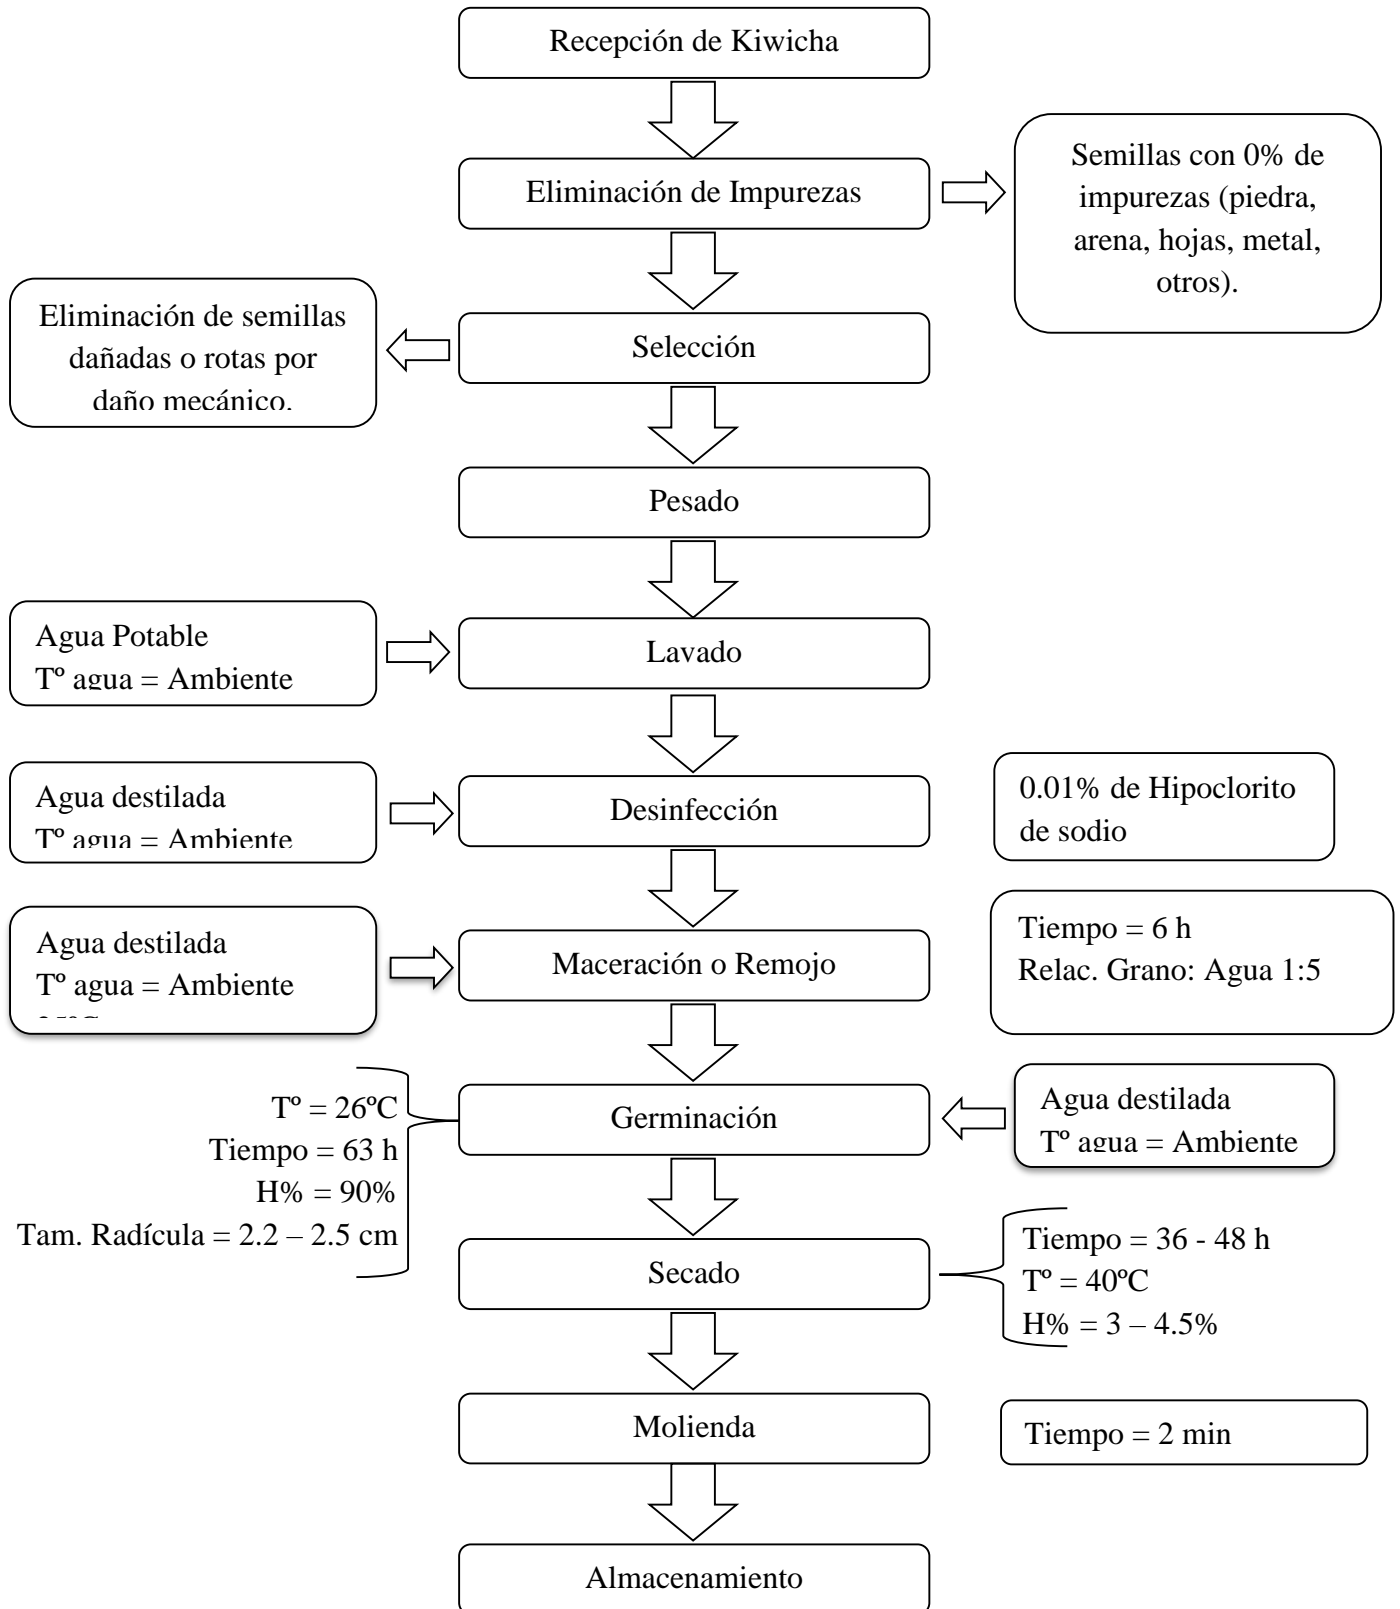 Recepción de Kiwicha
Eliminación de Impurezas
Semillas con 0% de
impurezas (piedra,
arena, hojas, metal,
otros).
Eliminación de semillas
dañadas o rotas por
daño mecánico.
Selección
Pesado
Agua Potable
Tº agua = Ambiente
Lavado
Agua destilada
Tº agua = Ambiente
Desinfección
0.01% de Hipoclorito
de sodio
Agua destilada
Tº agua = Ambiente
Maceración o Remojo
Tiempo = 6 h
Relac. Grano: Agua 1:5
Tº = 26ºC
Tiempo = 63 h
H% = 90%
Tam. Radícula = 2.2 – 2.5 cm
Germinación
Agua destilada
Tº agua = Ambiente
Secado
Tiempo = 36 - 48 h
Tº = 40ºC
H% = 3 – 4.5%
Molienda
Tiempo = 2 min
Almacenamiento